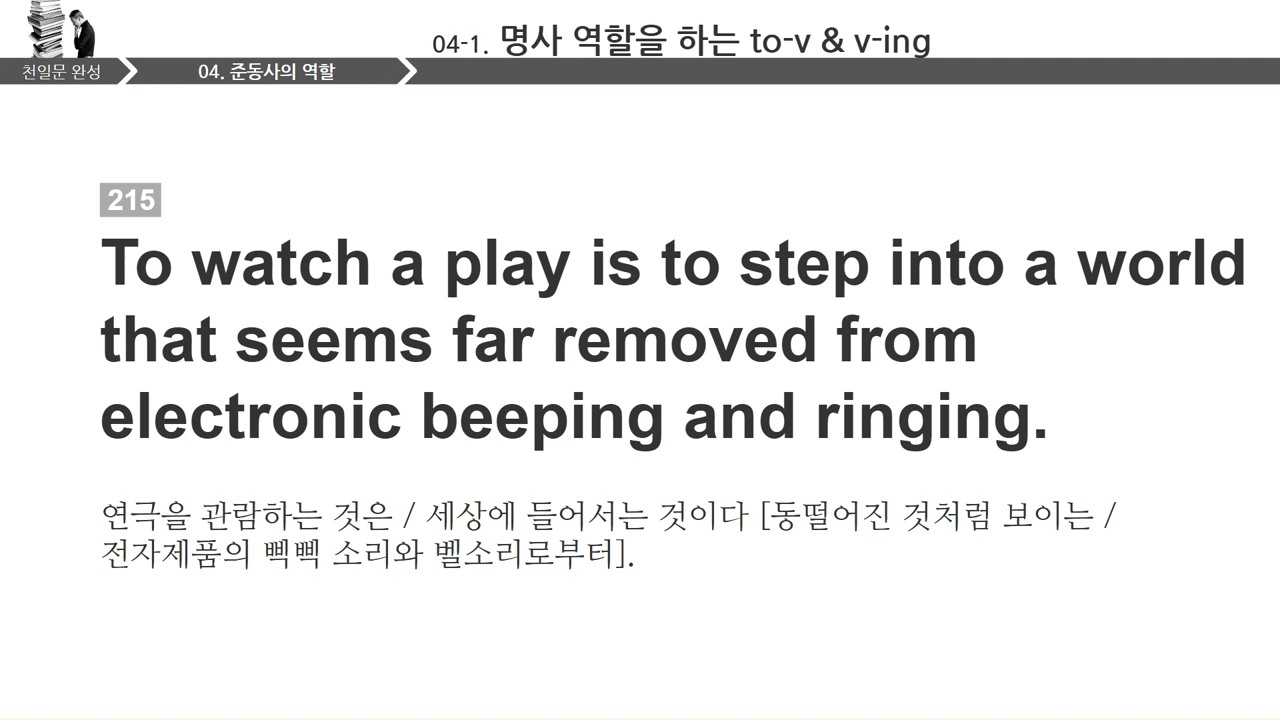 04-1. 명사 역할을 하는 to-v & v-ing
천일문 완성
04. 준동사의 역할
215
To watch a play is to step into a world
that seems far removed from
electronic beeping and ringing.
연극을 관람하는 것은 / 세상에 들어서는 것이다 [동떨어진 것처럼 보이는 /
전자제품의 삑삑 소리와 벨소리로부터].